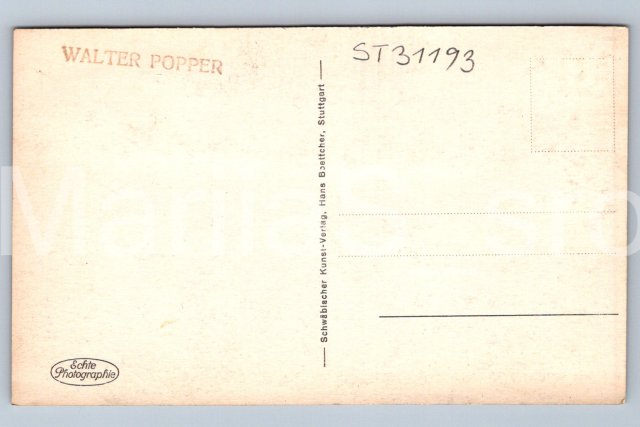 WALTER POPPER
ST31193
Schwäbischer Kunst-Verlag, Hans Boettcher, Stuttgart
Echte
Photographie